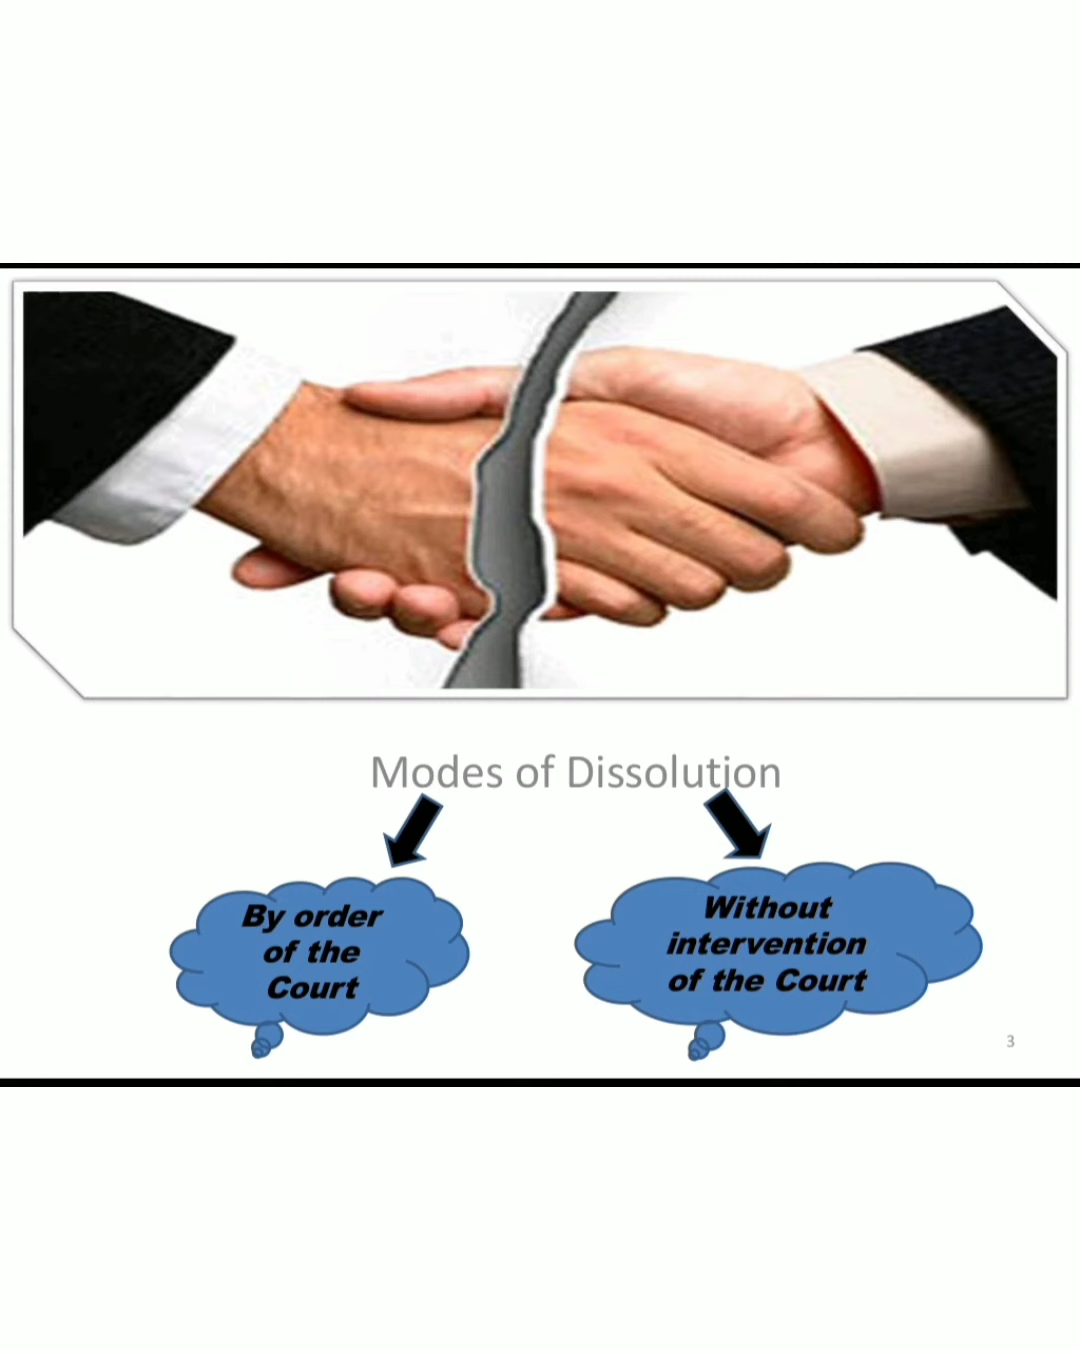 Modes of Dissolution
By order
of the
Court
Without
intervention
of the Court
3